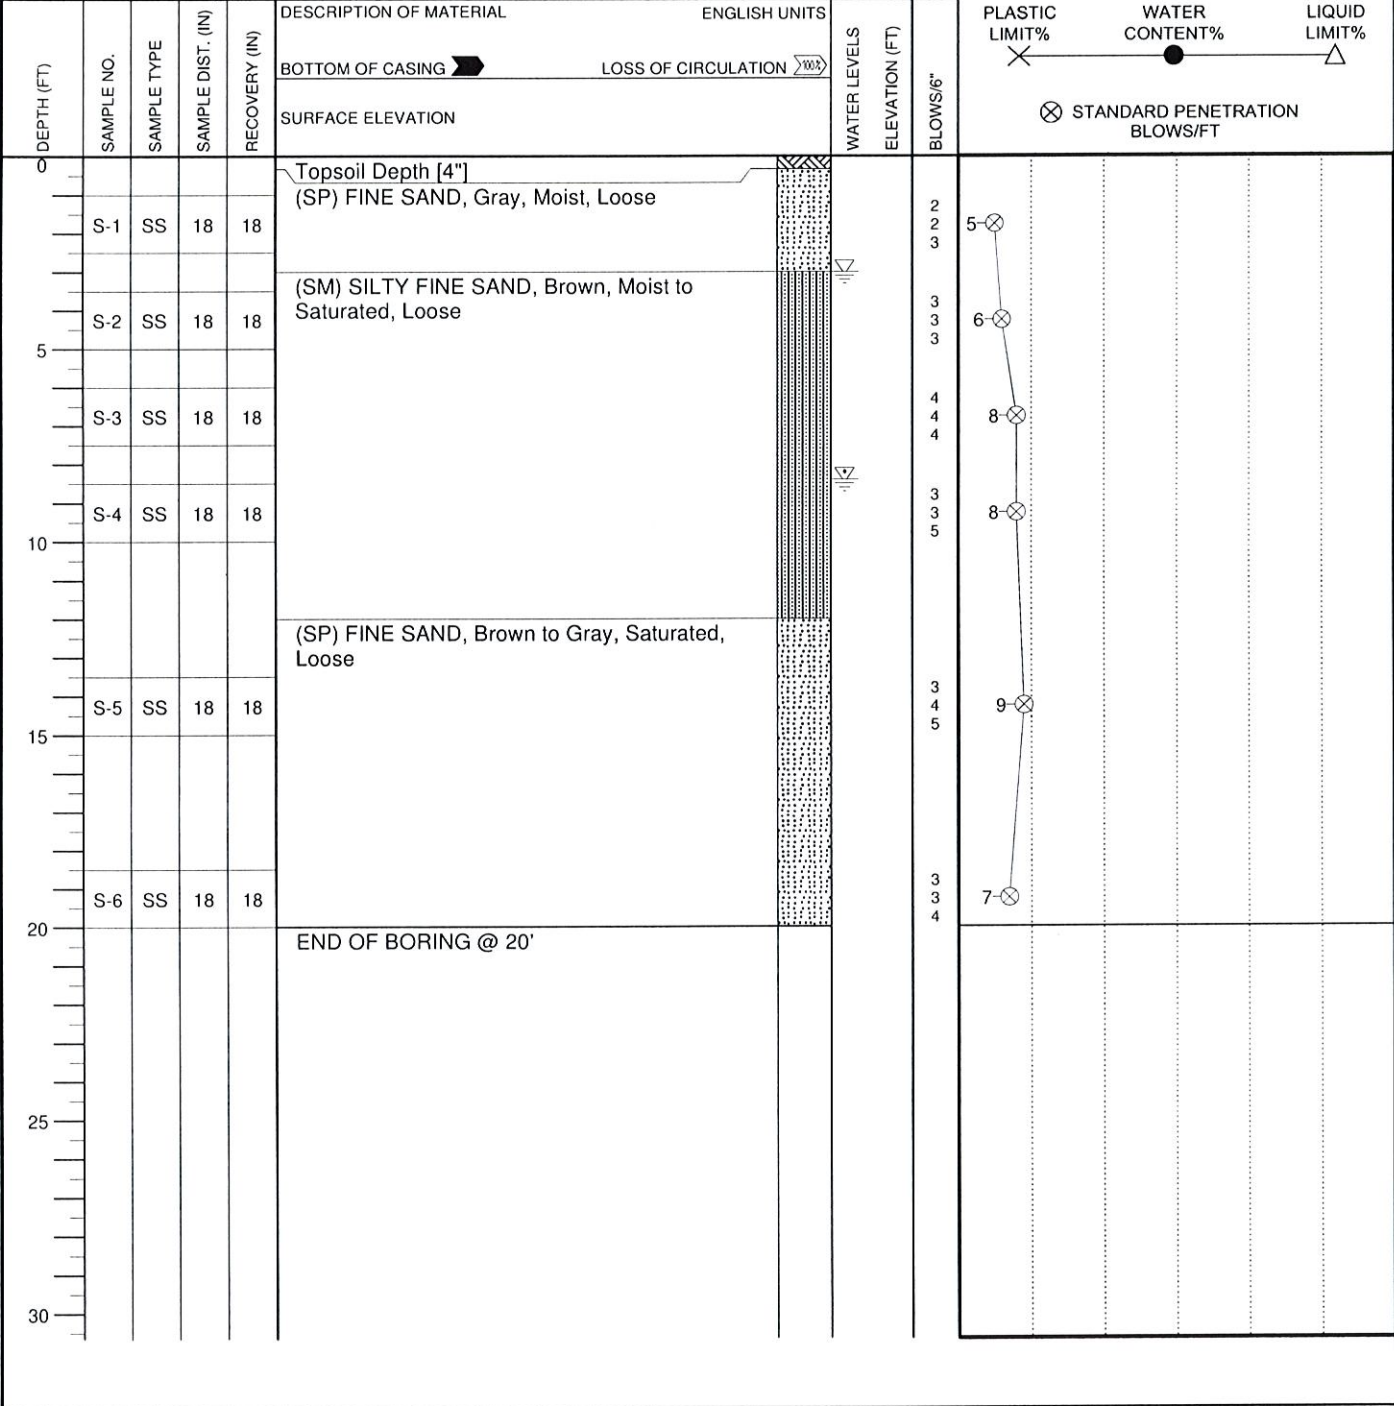 DEPTH (FT)
SAMPLE NO.
SAMPLE TYPE
SAMPLE DIST. (IN)
RECOVERY (IN)
DESCRIPTION OF MATERIAL ENGLISH UNITS
BOTTOM OF CASING LOSS OF CIRCULATION 100%
SURFACE ELEVATION
WATER LEVELS
ELEVATION (FT)
BLOWS/6"
PLASTIC LIMIT%
WATER CONTENT%
LIQUID LIMIT%
STANDARD PENETRATION
BLOWS/FT
0
Topsoil Depth [4"]
(SP) FINE SAND, Gray, Moist, Loose
S-1 SS 18 18
2
2
3
5
(SM) SILTY FINE SAND, Brown, Moist to
Saturated, Loose
S-2 SS 18 18
3
3
3
6
5
S-3 SS 18 18
4
4
4
8
S-4 SS 18 18
3
3
5
8
10
(SP) FINE SAND, Brown to Gray, Saturated,
Loose
S-5 SS 18 18
3
4
5
9
15
S-6 SS 18 18
3
3
4
7
20
END OF BORING @ 20'
25
30